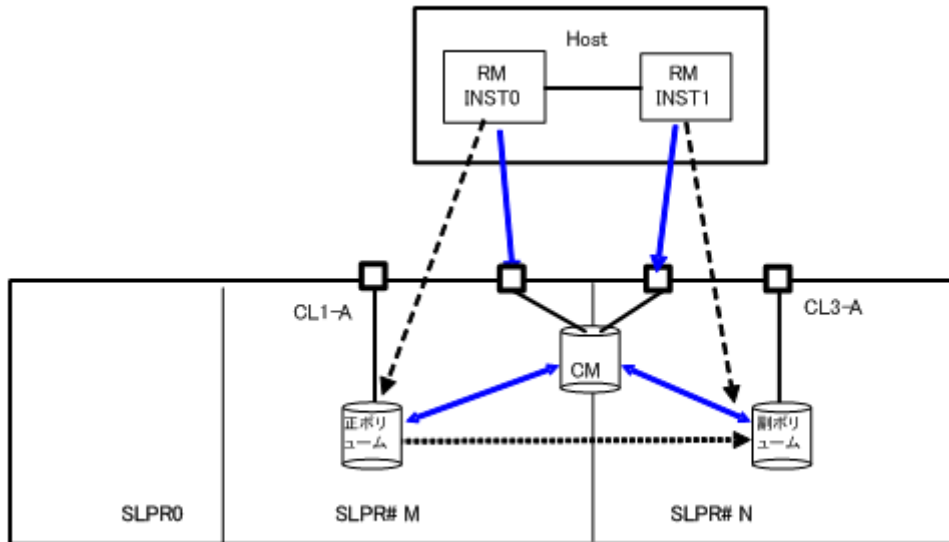 Host
RM
INST0
RM
INST1
CL1-A
CL3-A
CM
正ボリ
ューム
副ボリ
ューム
SLPR0
SLPR# M
SLPR# N